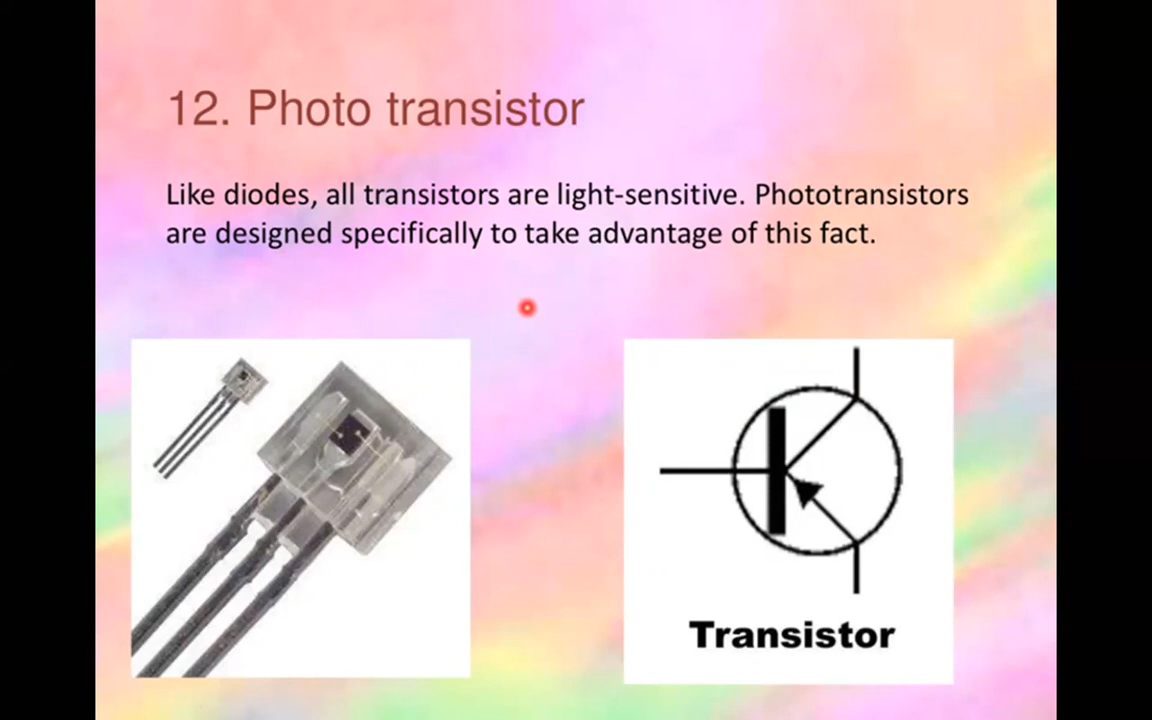 12. Photo transistor
Like diodes, all transistors are light-sensitive. Phototransistors
are designed specifically to take advantage of this fact.
Transistor